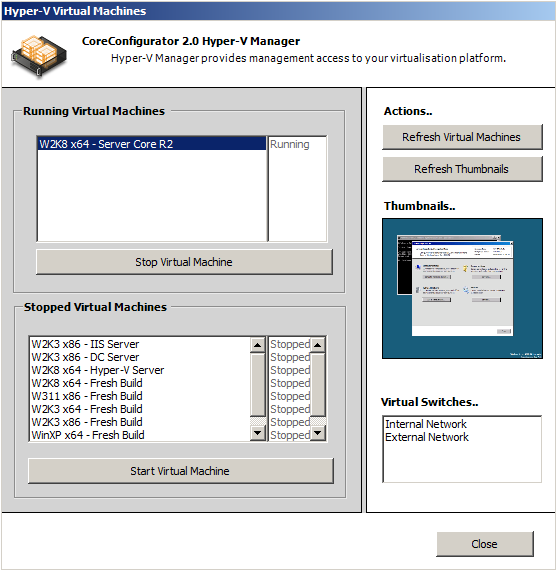 Hyper-V Virtual Machines
CoreConfigurator 2.0 Hyper-V Manager
Hyper-V Manager provides management access to your virtualisation platform.
Running Virtual Machines
W2K8 x64 - Server Core R2 Running
Stop Virtual Machine
Stopped Virtual Machines
W2K3 x86 - IIS Server Stopped
W2K3 x86 - DC Server Stopped
W2K8 x64 - Hyper-V Server Stopped
W2K8 x64 - Fresh Build Stopped
W311 x86 - Fresh Build Stopped
W2K3 x64 - Fresh Build Stopped
W2K3 x86 - Fresh Build Stopped
WinXP x64 - Fresh Build Stopped
Start Virtual Machine
Actions..
Refresh Virtual Machines
Refresh Thumbnails
Thumbnails..
Virtual Switches..
Internal Network
External Network
Close